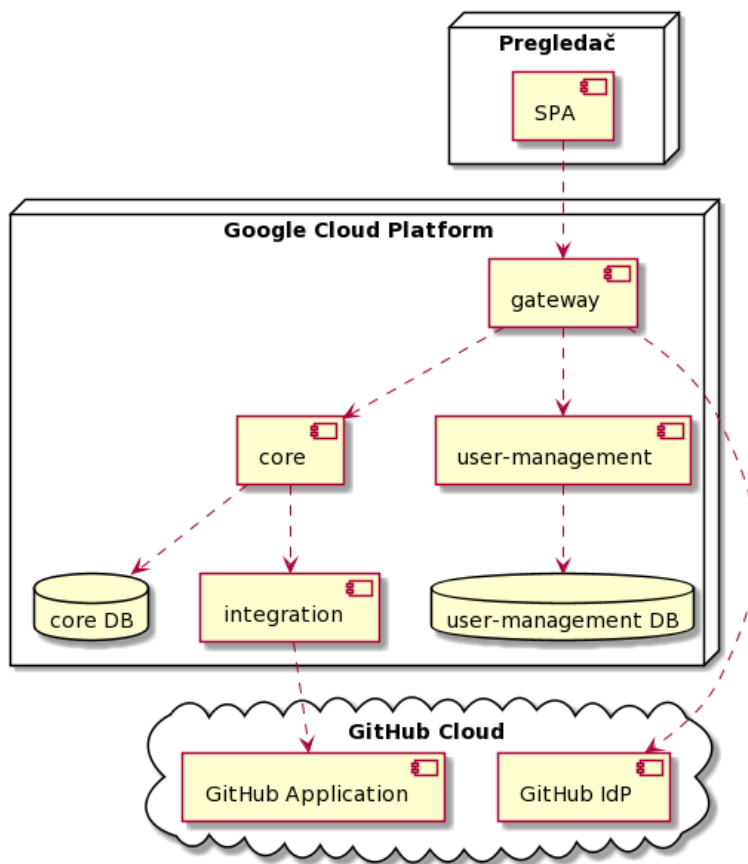 Pregledač
SPA
Google Cloud Platform
gateway
core
user-management
core DB
integration
user-management DB
GitHub Cloud
GitHub Application
GitHub IdP